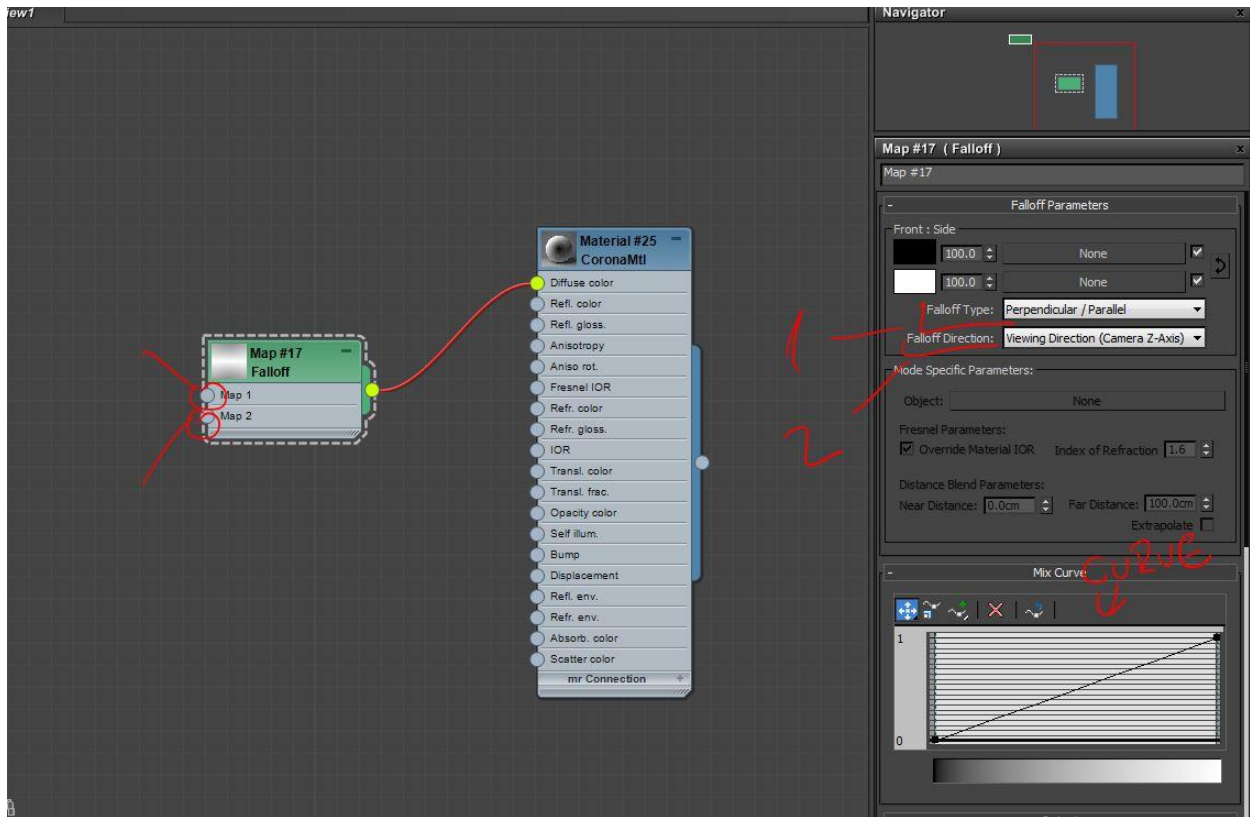 iew1
Navigator
Map #17 ( Falloff )
Map #17
Falloff Parameters
Front : Side
100.0 None
100.0 None
Falloff Type: Perpendicular / Parallel
Falloff Direction: Viewing Direction (Camera Z-Axis)
Mode Specific Parameters:
Object: None
Fresnel Parameters:
Override Material IOR Index of Refraction 1.6
Distance Blend Parameters:
Near Distance: 0.0cm Far Distance: 100.0cm
Extrapolate
Mix Curve
CURVE
1
0
1
2
Map #17
Falloff
Map 1
Map 2
Material #25
CoronaMtl
Diffuse color
Refl. color
Refl. gloss.
Anisotropy
Aniso rot.
Fresnel IOR
Refr. color
Refr. gloss.
IOR
Transl. color
Transl. frac.
Opacity color
Self illum.
Bump
Displacement
Refl. env.
Refr. env.
Absorb. color
Scatter color
mr Connection